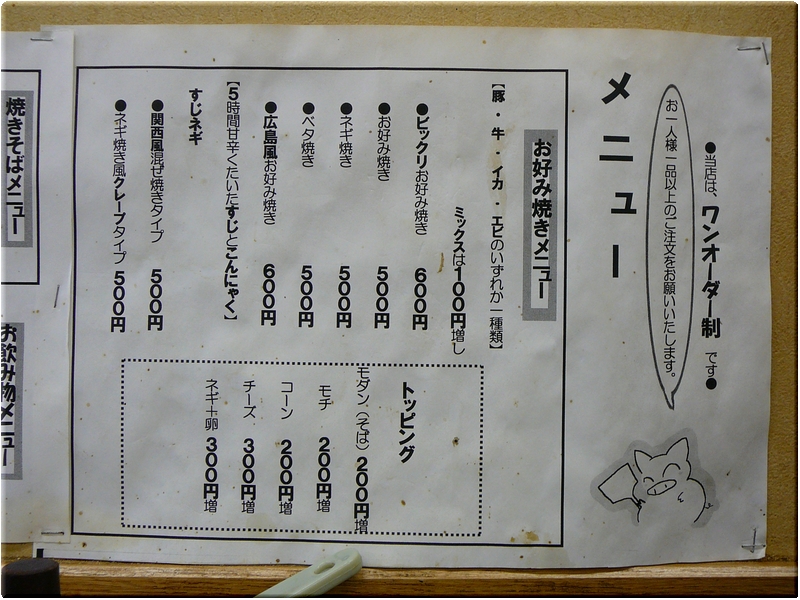 ●当店は、ワンオーダー制です●
お一人様一品以上のご注文をお願いいたします。
メニュー
お好み焼きメニュー
【豚・牛・イカ・エビのいずれか一種類】
ミックスは100円増し
●ビックリお好み焼き 600円
●お好み焼き 500円
●ネギ焼き 500円
●ベタ焼き 500円
●広島風お好み焼き 600円
【5時間甘辛くたいたすじとこんにゃく】
すじネギ
●関西風混ぜ焼きタイプ 500円
●ネギ焼き風クレープタイプ 500円
トッピング
モダン(そば) 200円増
モチ 200円増
コーン 200円増
チーズ 300円増
ネギ＋卵 300円増
焼きそばメニュー
お飲み物メニュー